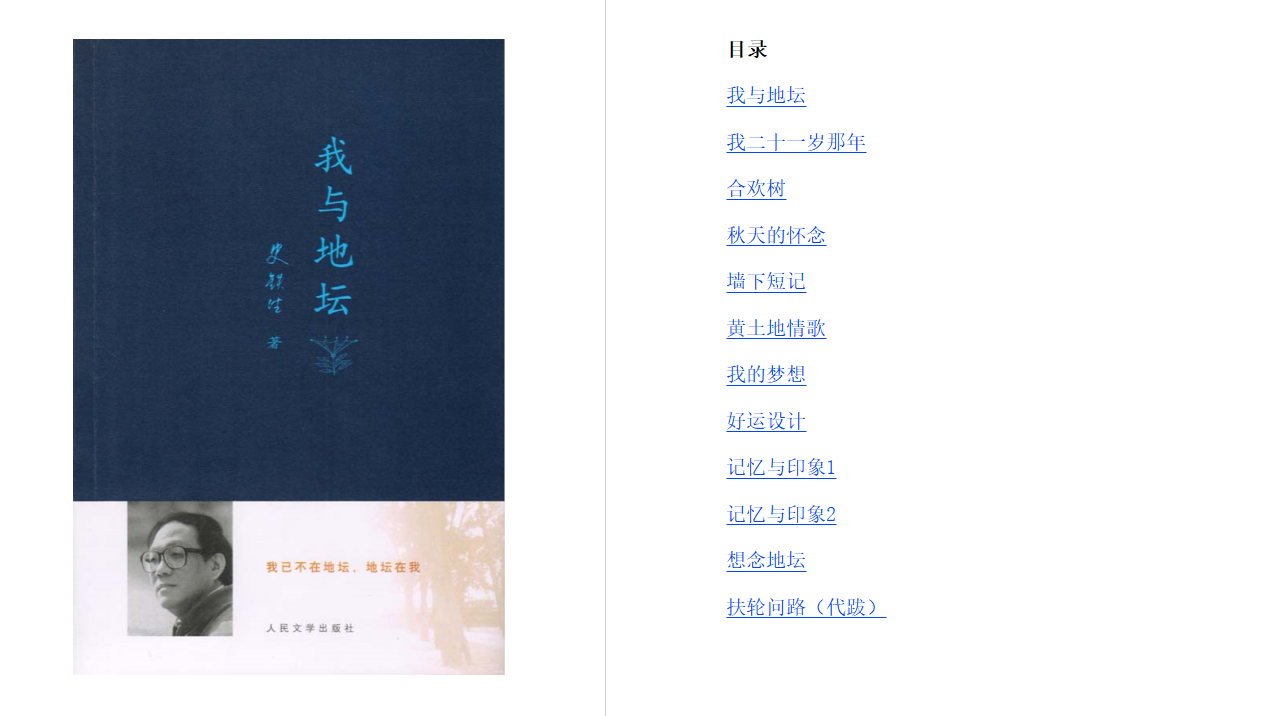 我与地坛
史铁生 著
我已不在地坛，地坛在我
人民文学出版社
目录
我与地坛
我二十一岁那年
合欢树
秋天的怀念
墙下短记
黄土地情歌
我的梦想
好运设计
记忆与印象1
记忆与印象2
想念地坛
扶轮问路（代跋）